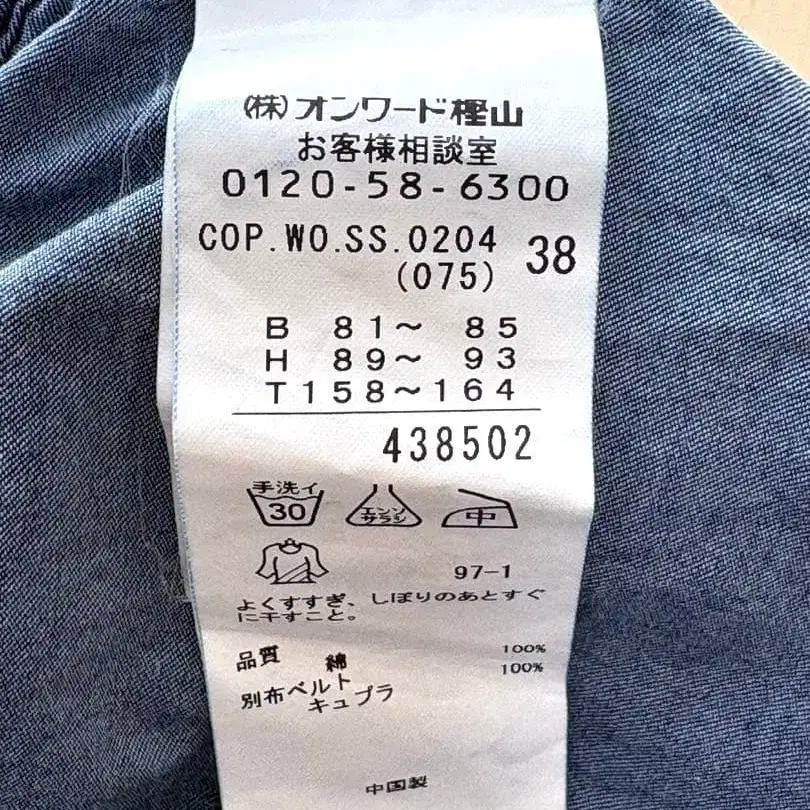 (株)オンワード樫山
お客様相談室
0120-58-6300
COP.WO.SS.0204 38
(075)
B 81～ 85
H 89～ 93
T158～164
438502
手洗イ
30
エンソ
サラシ
中
97-1
よくすすぎ、しぼりのあとすぐ
に干すこと。
品質 綿 100%
別布ベルト
キュプラ 100%
中国製